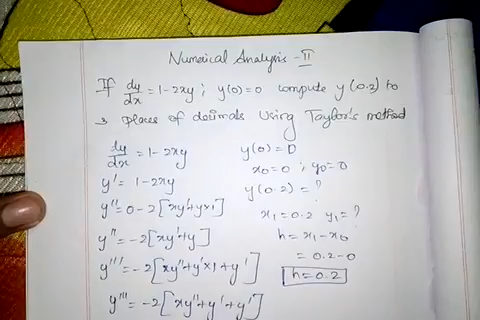 Numerical Analysis - II
If dy/dx = 1-2xy ; y(0)=0 compute y(0.2) to
3 places of decimals Using Taylor's method
dy/dx = 1-2xy
y' = 1-2xy
y'' = 0-2[xy'+y×1]
y'' = -2[xy'+y]
y''' = -2[xy''+y'×1+y']
y''' = -2[xy''+y'+y']
y(0)=0
x0=0 ; y0=0
y(0.2)=?
x1=0.2 y1=?
h = x1-x0
= 0.2-0
h=0.2